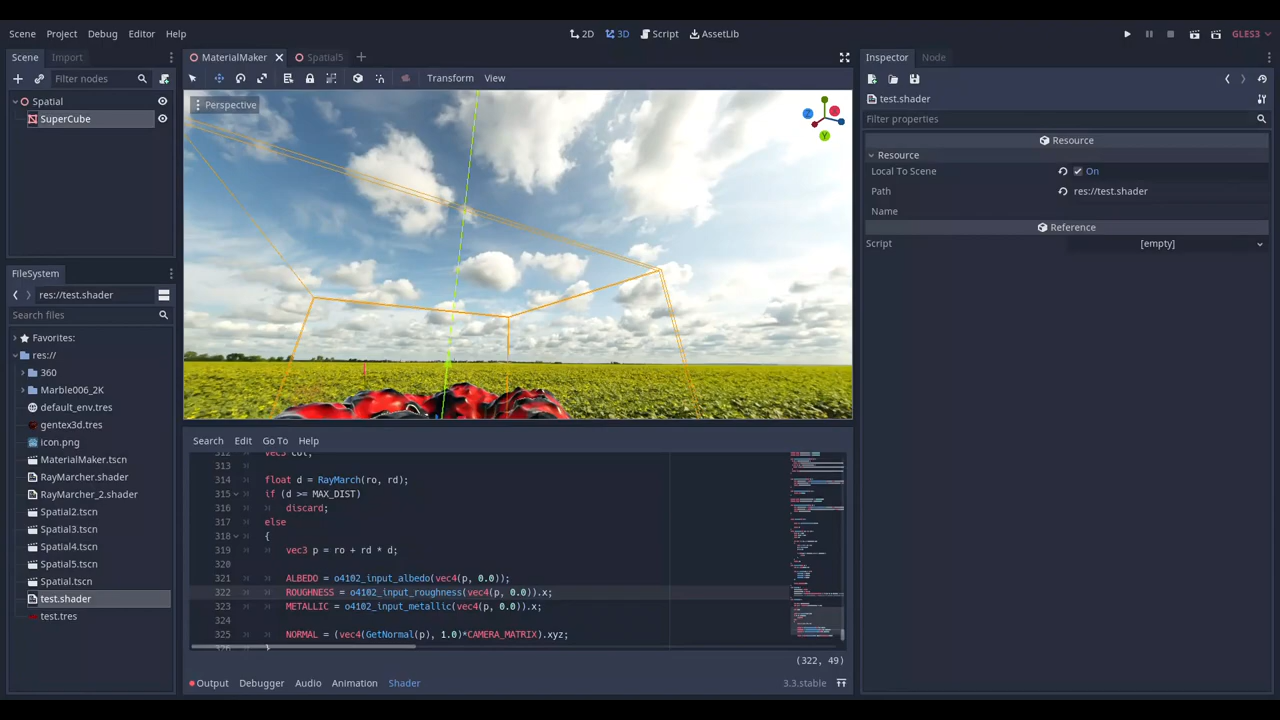 Scene Project Debug Editor Help
2D 3D Script AssetLib
GLES3
Scene Import
Filter nodes
Spatial
SuperCube
FileSystem
res://test.shader
Search files
Favorites:
res://
360
Marble006_2K
default_env.tres
gentex3d.tres
icon.png
MaterialMaker.tscn
RayMarcher.shader
RayMarcher_2.shader
Spatial2.tscn
Spatial3.tscn
Spatial4.tscn
Spatial5.tscn
Spatial.tscn
test.shader
test.tres
MaterialMaker Spatial5
Transform View
Perspective
Z
Y
Search Edit Go To Help
312 vec3 col;
313
314 float d = RayMarch(ro, rd);
315 if (d >= MAX_DIST)
316 discard;
317 else
318 {
319 vec3 p = ro + rd * d;
320
321 ALBEDO = o4102_input_albedo(vec4(p, 0.0));
322 ROUGHNESS = o4102_input_roughness(vec4(p, 0.0)).x;
323 METALLIC = o4102_input_metallic(vec4(p, 0.0)).x;
324
325 NORMAL = (vec4(GetNormal(p), 1.0)*CAMERA_MATRIX).xyz;
326 }
(322, 49)
Output Debugger Audio Animation Shader
3.3.stable
Inspector Node
test.shader
Filter properties
Resource
Resource
Local To Scene On
Path res://test.shader
Name
Reference
Script [empty]